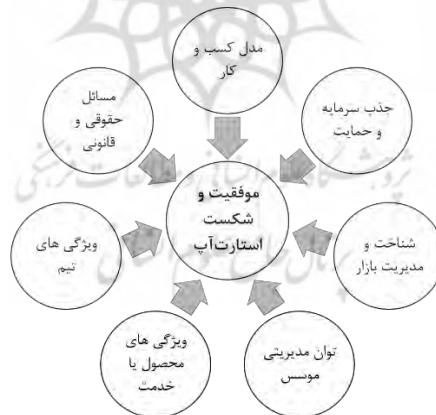 مدل کسب و
کار
جذب سرمایه
و حمایت
شناخت و
مدیریت بازار
توان مدیریتی
موسس
ویژگی های
محصول یا
خدمت
ویژگی های
تیم
مسائل
حقوقی و
قانونی
موفقیت و
شکست
استارت‌آپ